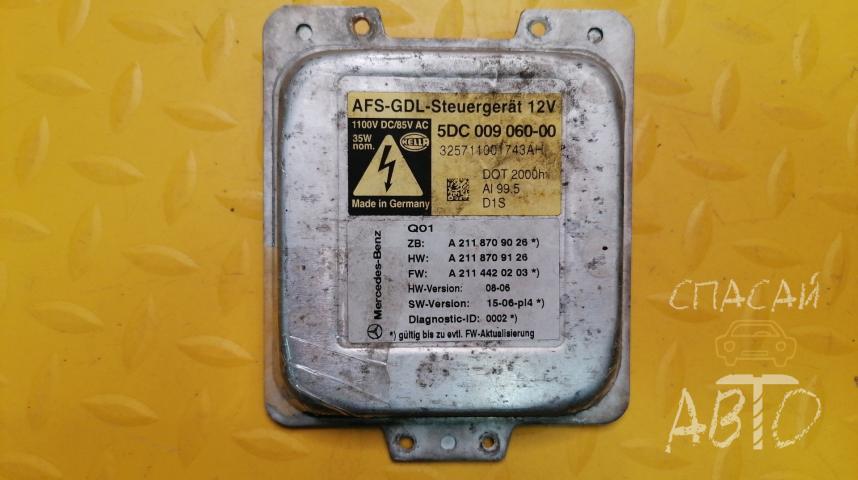 AFS-GDL-Steuergerät 12V
1100V DC/85V AC
35W
nom.
HELLA
Made in Germany
5DC 009 060-00
325711001743AH
DOT 2000h
Al 99.5
D1S
Mercedes-Benz
Q01
ZB: A 211 870 90 26 *)
HW: A 211 870 91 26
FW: A 211 442 02 03 *)
HW-Version: 08-06
SW-Version: 15-06-pl4 *)
Diagnostic-ID: 0002 *)
*) gültig bis zu evtl. FW-Aktualisierung
СПАСАЙ
АВТО